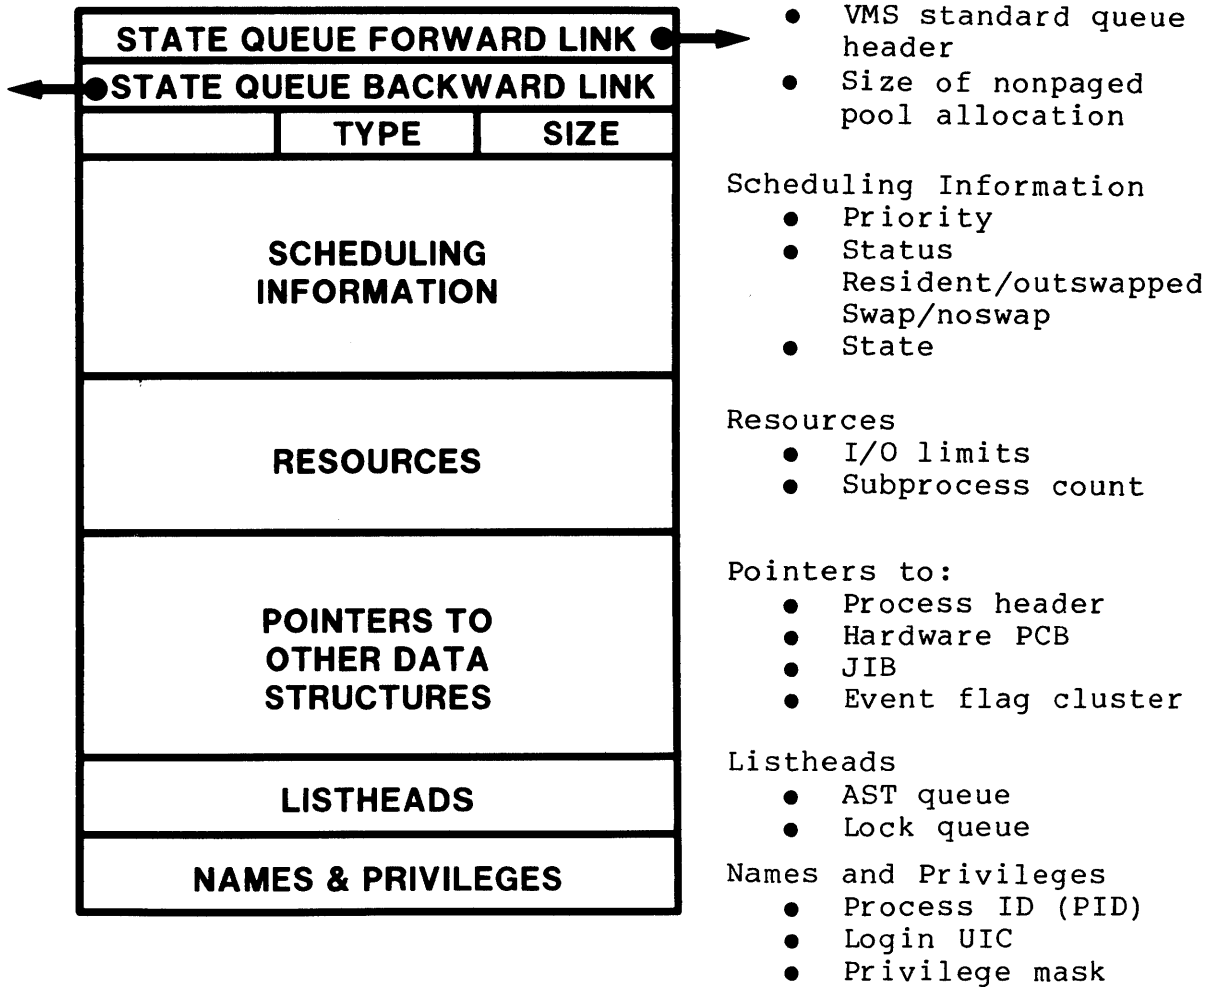 STATE QUEUE FORWARD LINK
STATE QUEUE BACKWARD LINK
TYPE SIZE
SCHEDULING
INFORMATION
RESOURCES
POINTERS TO
OTHER DATA
STRUCTURES
LISTHEADS
NAMES & PRIVILEGES
● VMS standard queue
header
● Size of nonpaged
pool allocation
Scheduling Information
● Priority
● Status
Resident/outswapped
Swap/noswap
● State
Resources
● I/O limits
● Subprocess count
Pointers to:
● Process header
● Hardware PCB
● JIB
● Event flag cluster
Listheads
● AST queue
● Lock queue
Names and Privileges
● Process ID (PID)
● Login UIC
● Privilege mask